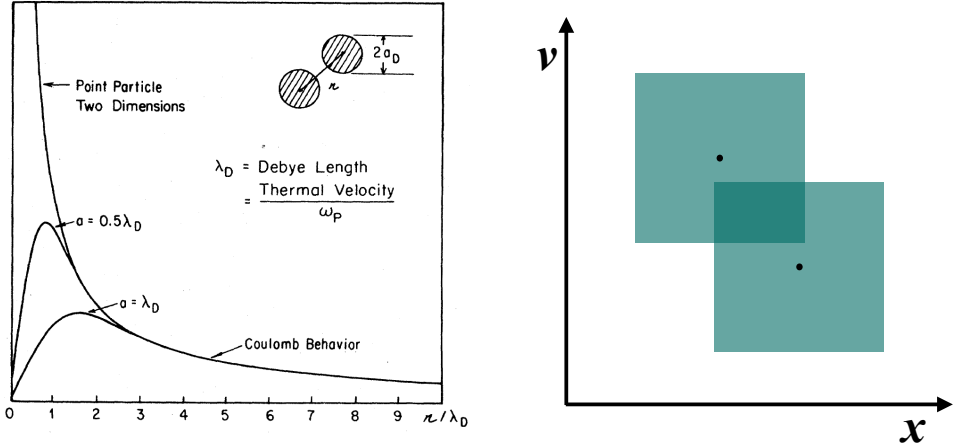 Point Particle
Two Dimensions
2a_D
r
λ_D = Debye Length
= Thermal Velocity
ω_P
a = 0.5λ_D
a = λ_D
Coulomb Behavior
0 1 2 3 4 5 6 7 8 9 r/λ_D
v
x